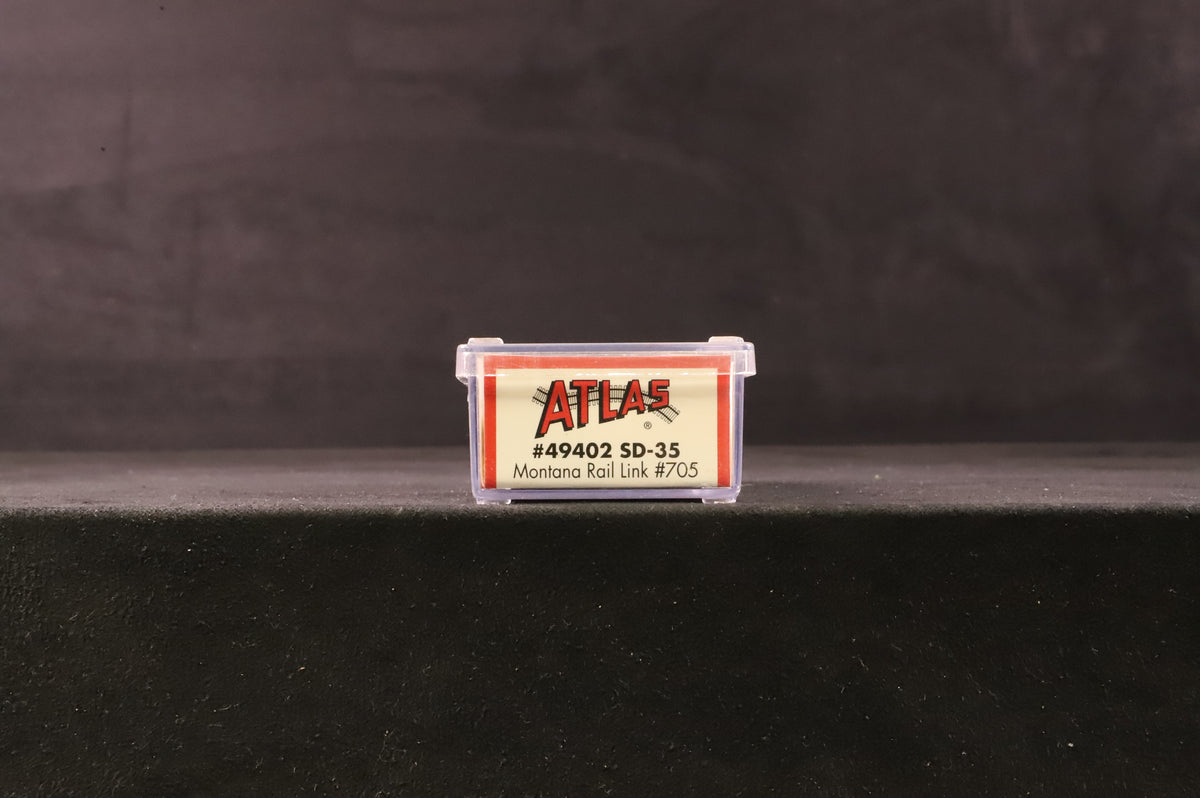 ATLAS
®
#49402 SD-35
Montana Rail Link #705